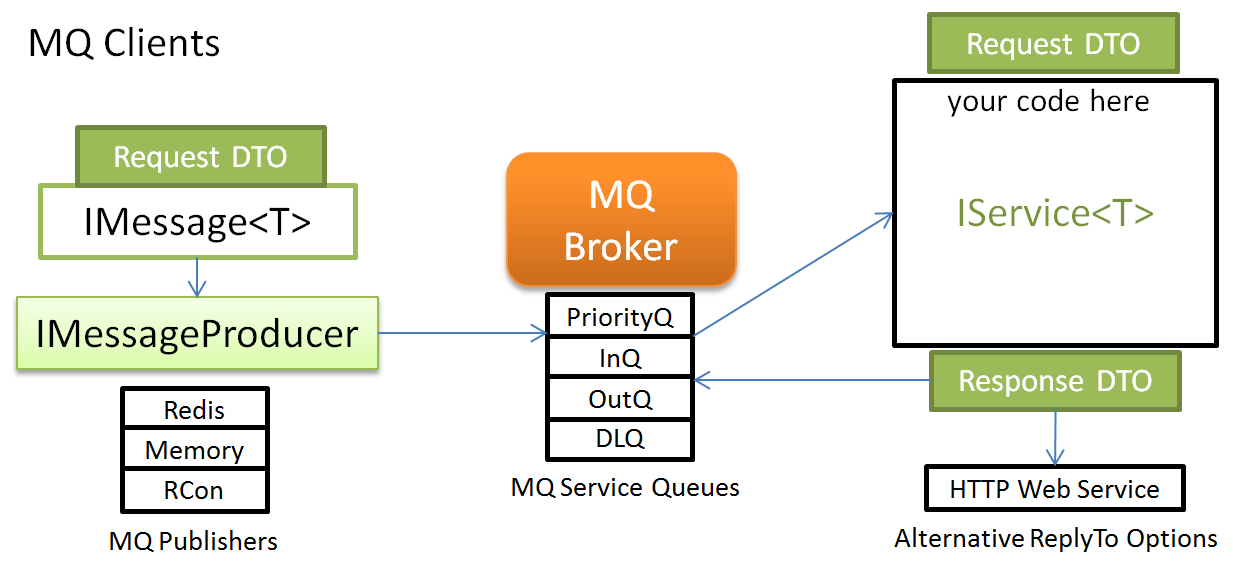 MQ Clients
Request DTO
IMessage<T>
IMessageProducer
Redis
Memory
RCon
MQ Publishers
MQ
Broker
PriorityQ
InQ
OutQ
DLQ
MQ Service Queues
Request DTO
your code here
IService<T>
Response DTO
HTTP Web Service
Alternative ReplyTo Options